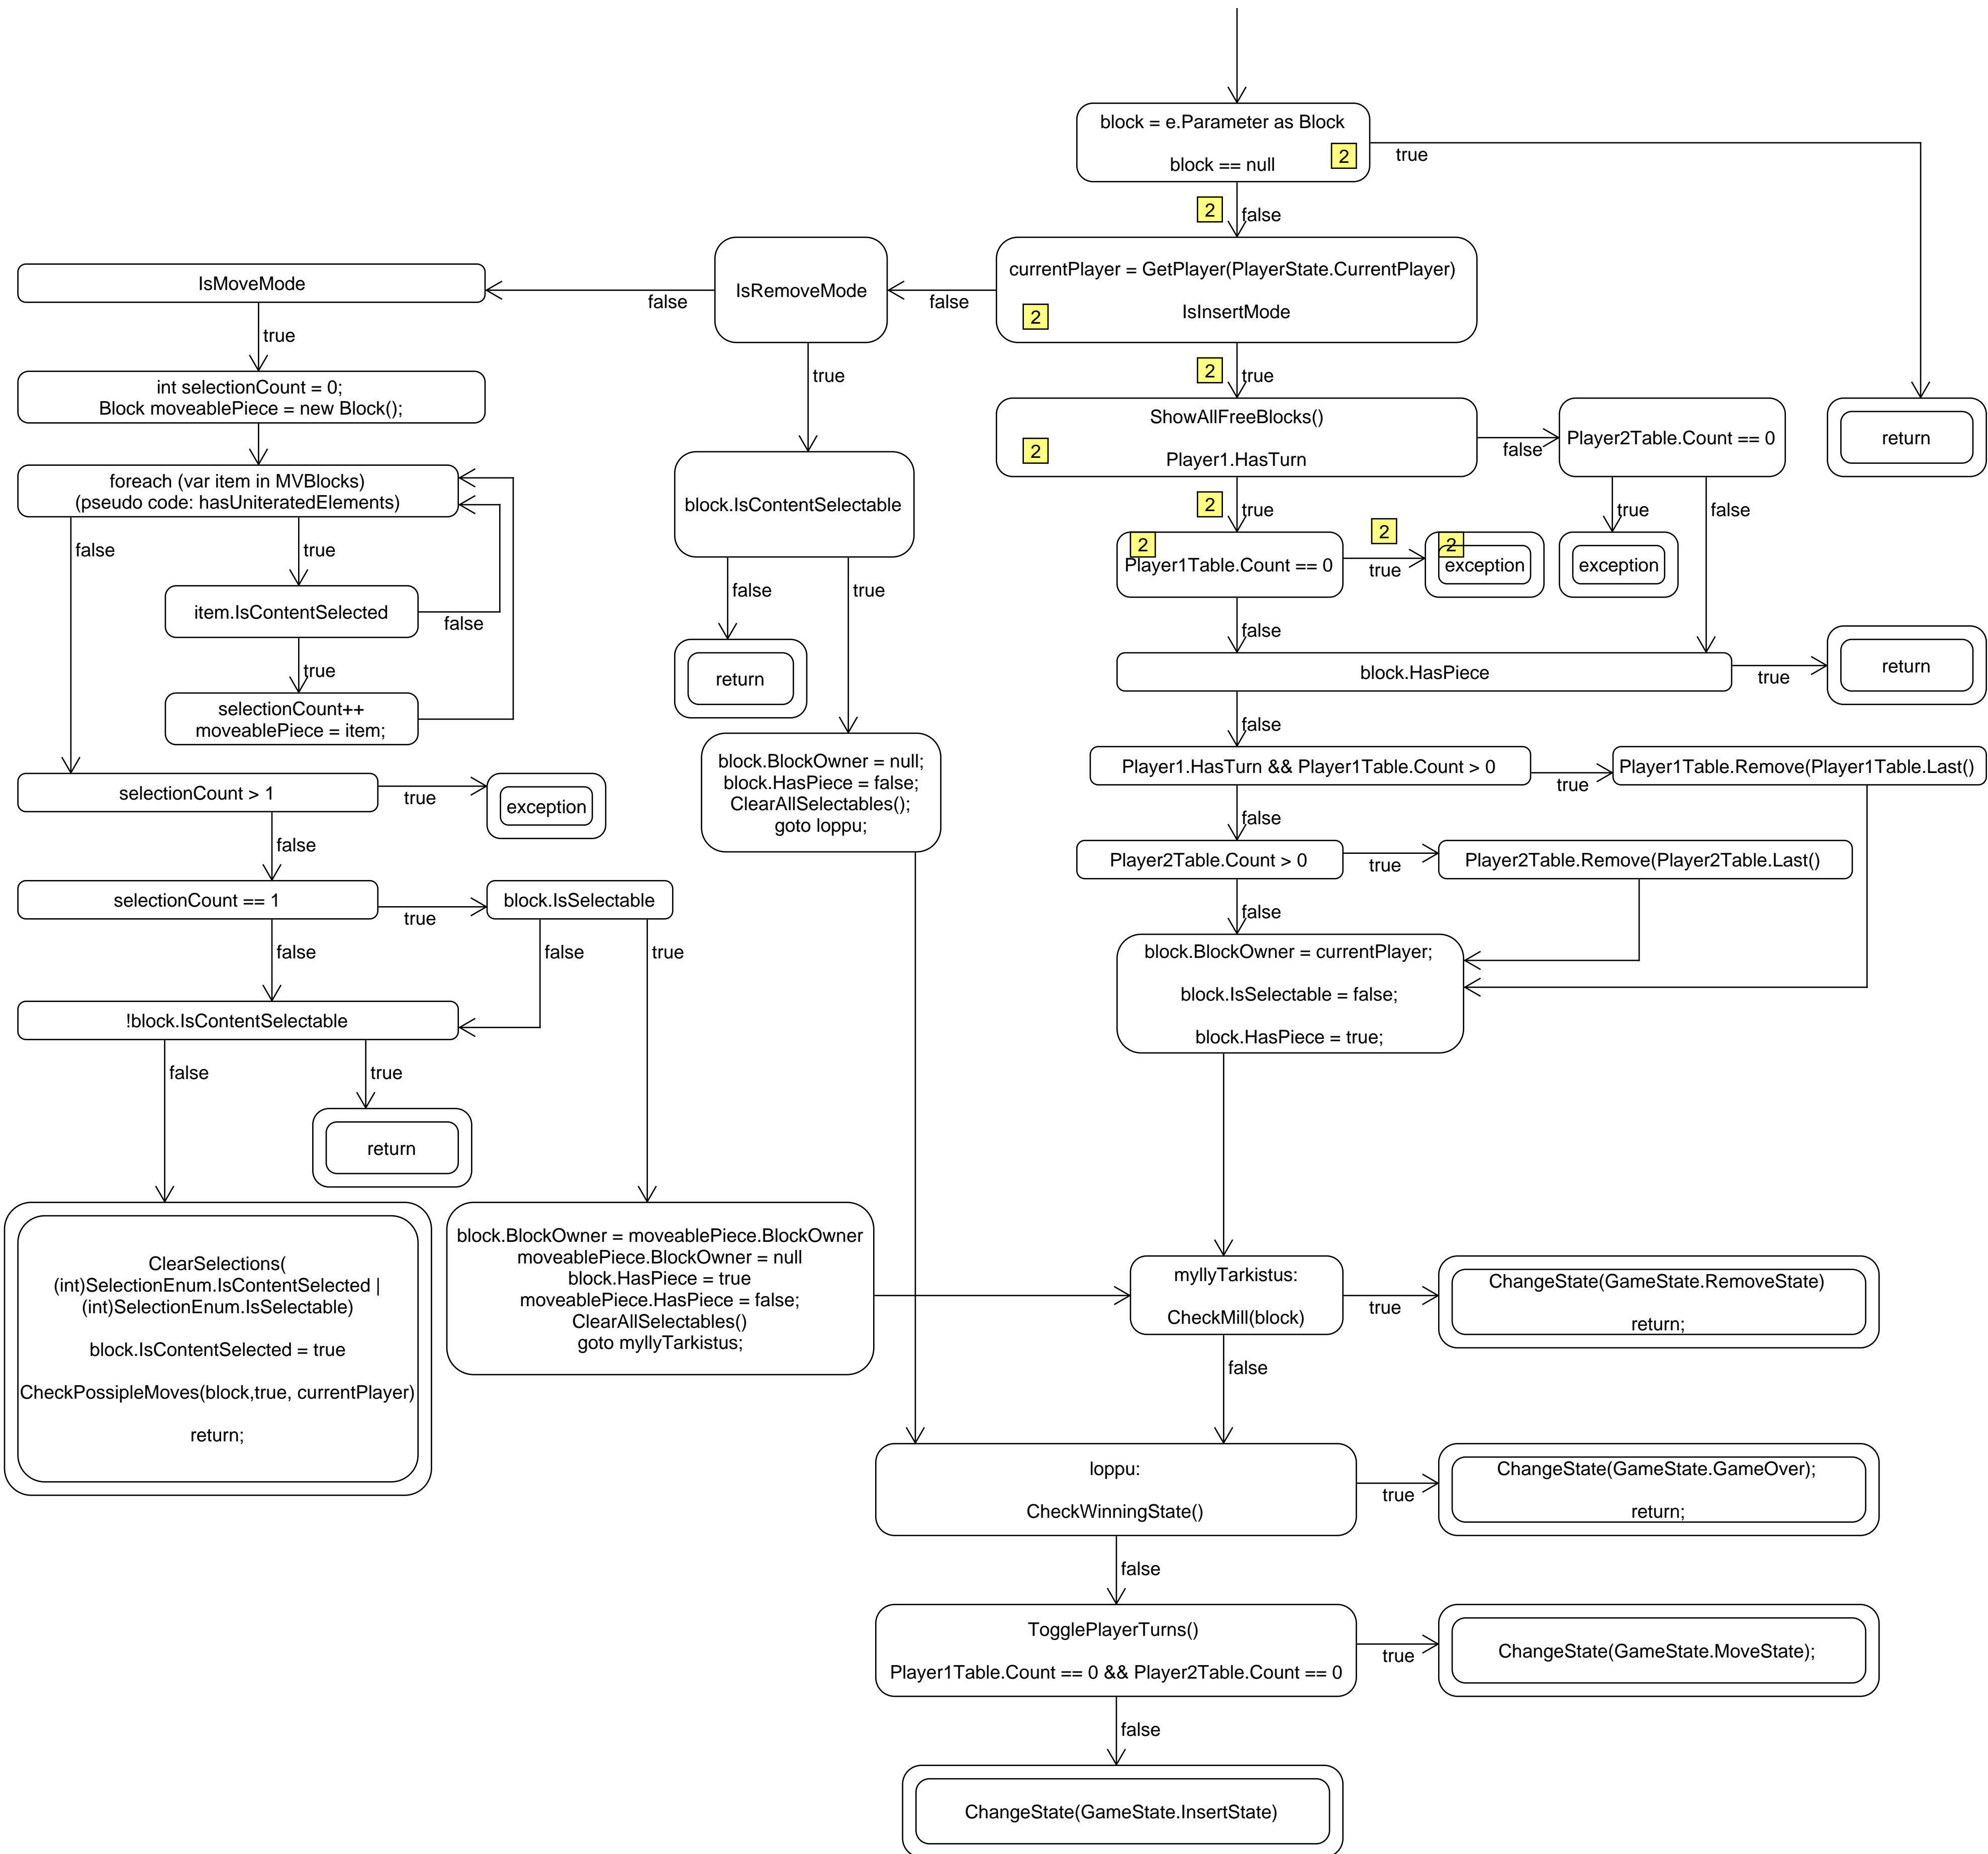 block = e.Parameter as Block
block == null
2
true
2
false
currentPlayer = GetPlayer(PlayerState.CurrentPlayer)
IsInsertMode
2
false
IsRemoveMode
false
IsMoveMode
true
int selectionCount = 0;
Block moveablePiece = new Block();
foreach (var item in MVBlocks)
(pseudo code: hasUniteratedElements)
false
true
item.IsContentSelected
false
true
selectionCount++
moveablePiece = item;
selectionCount > 1
true
exception
false
selectionCount == 1
true
block.IsSelectable
false
false
true
!block.IsContentSelectable
false
true
return
ClearSelections(
(int)SelectionEnum.IsContentSelected |
(int)SelectionEnum.IsSelectable)
block.IsContentSelected = true
CheckPossipleMoves(block,true, currentPlayer)
return;
block.BlockOwner = moveablePiece.BlockOwner
moveablePiece.BlockOwner = null
block.HasPiece = true
moveablePiece.HasPiece = false;
ClearAllSelectables()
goto myllyTarkistus;
true
block.IsContentSelectable
false
true
return
block.BlockOwner = null;
block.HasPiece = false;
ClearAllSelectables();
goto loppu;
2
true
ShowAllFreeBlocks()
2
Player1.HasTurn
false
Player2Table.Count == 0
return
2
true
true
false
2
Player1Table.Count == 0
2
true
2
exception
exception
false
block.HasPiece
true
return
false
Player1.HasTurn && Player1Table.Count > 0
true
Player1Table.Remove(Player1Table.Last()
false
Player2Table.Count > 0
true
Player2Table.Remove(Player2Table.Last()
false
block.BlockOwner = currentPlayer;
block.IsSelectable = false;
block.HasPiece = true;
myllyTarkistus:
CheckMill(block)
true
ChangeState(GameState.RemoveState)
return;
false
loppu:
CheckWinningState()
true
ChangeState(GameState.GameOver);
return;
false
TogglePlayerTurns()
Player1Table.Count == 0 && Player2Table.Count == 0
true
ChangeState(GameState.MoveState);
false
ChangeState(GameState.InsertState)